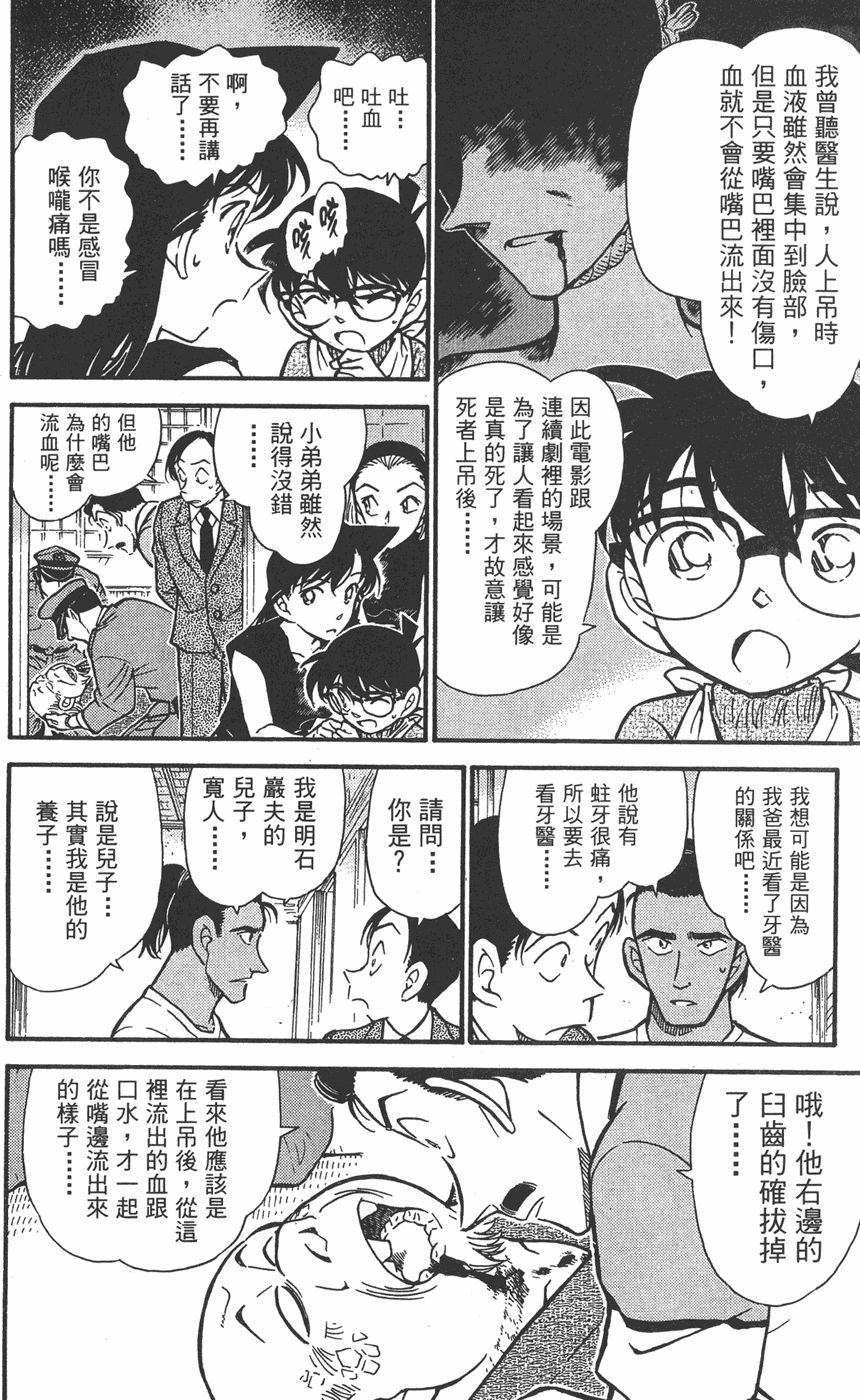 我曾聽醫生說，人上吊時
血液雖然會集中到臉部，
但是只要嘴巴裡面沒有傷口，
血就不會從嘴巴流出來！
因此電影跟
連續劇裡的場景，可能是
為了讓人看起來感覺好像
是真的死了，才故意讓
死者上吊後……
吐…
吐血
吧……
咳
咳
啊，
不要再講
話了……
你不是感冒
喉嚨痛嗎……
小弟弟雖然
說得沒錯
……
但他
的嘴巴
為什麼會
流血呢……
我想可能是因為
我爸最近看了牙醫
的關係吧……
他說有
蛀牙很痛，
所以要去
看牙醫……
請問…
你是？
我是明石
巖夫的
兒子，
寬人……
說是兒子…
其實我是他的
養子……
哦！他右邊的
臼齒的確拔掉
了……
看來他應該是
在上吊後，從這
裡流出的血跟
口水，才一起
從嘴邊流出來
的樣子……